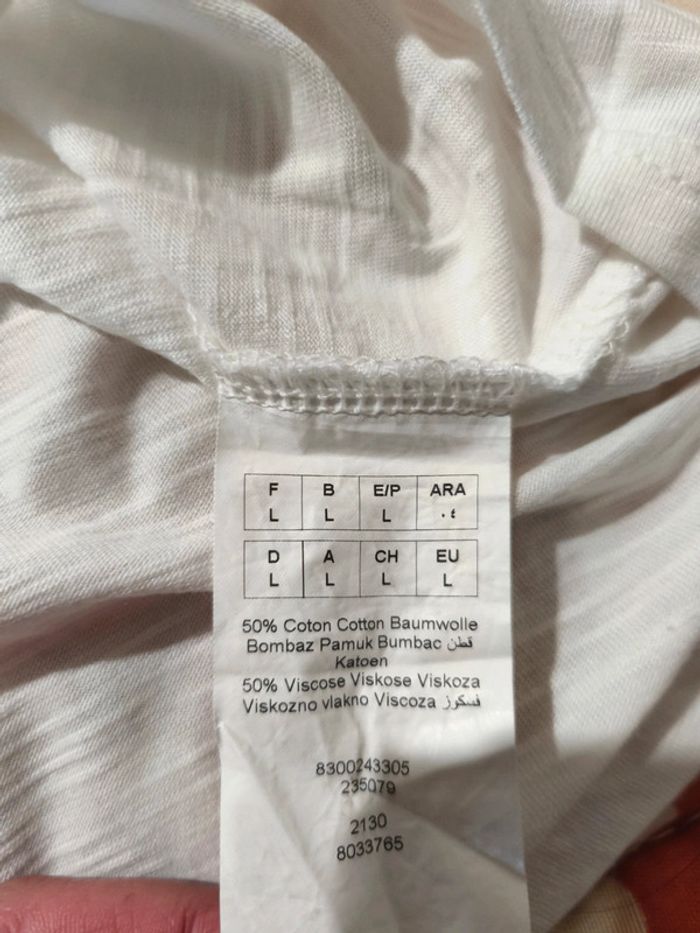 F B E/P ARA
L L L ٠٤
D A CH EU
L L L L
50% Coton Cotton Baumwolle
Bombaz Pamuk Bumbac قطن
Katoen
50% Viscose Viskose Viskoza
Viskozno vlakno Viscoza فسكوز
8300243305
235079
2130
8033765